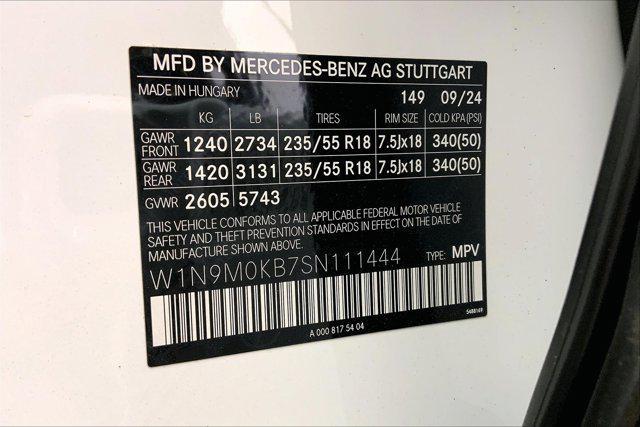 MFD BY MERCEDES-BENZ AG STUTTGART
MADE IN HUNGARY 149 09/24
KG LB TIRES RIM SIZE COLD KPA(PSI)
GAWR FRONT 1240 2734 235/55 R18 7.5Jx18 340(50)
GAWR REAR 1420 3131 235/55 R18 7.5Jx18 340(50)
GVWR 2605 5743
THIS VEHICLE CONFORMS TO ALL APPLICABLE FEDERAL MOTOR VEHICLE
SAFETY AND THEFT PREVENTION STANDARDS IN EFFECT ON THE DATE OF
MANUFACTURE SHOWN ABOVE.
W1N9M0KB7SN111444 TYPE: MPV
A 000 817 54 04 5488169